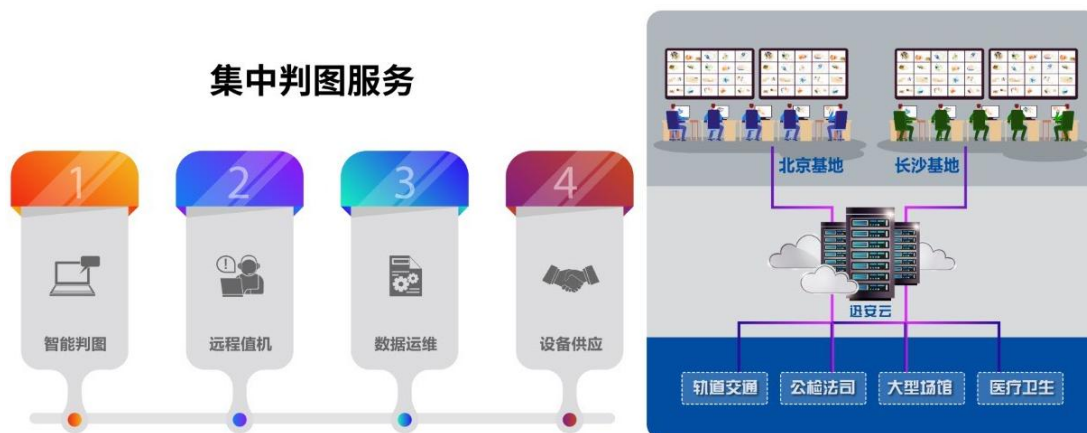 集中判图服务
1
2
3
4
智能判图
远程值机
数据运维
设备供应
北京基地
长沙基地
迅安云
轨道交通
公检法司
大型场馆
医疗卫生